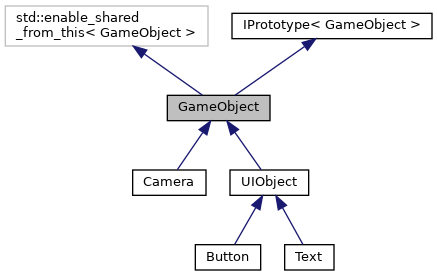 std::enable_shared
_from_this< GameObject >
IPrototype< GameObject >
GameObject
Camera
UIObject
Button
Text